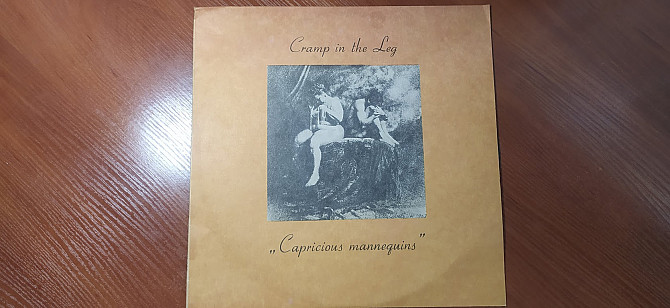 Cramp in the Leg
„Capricious mannequins”